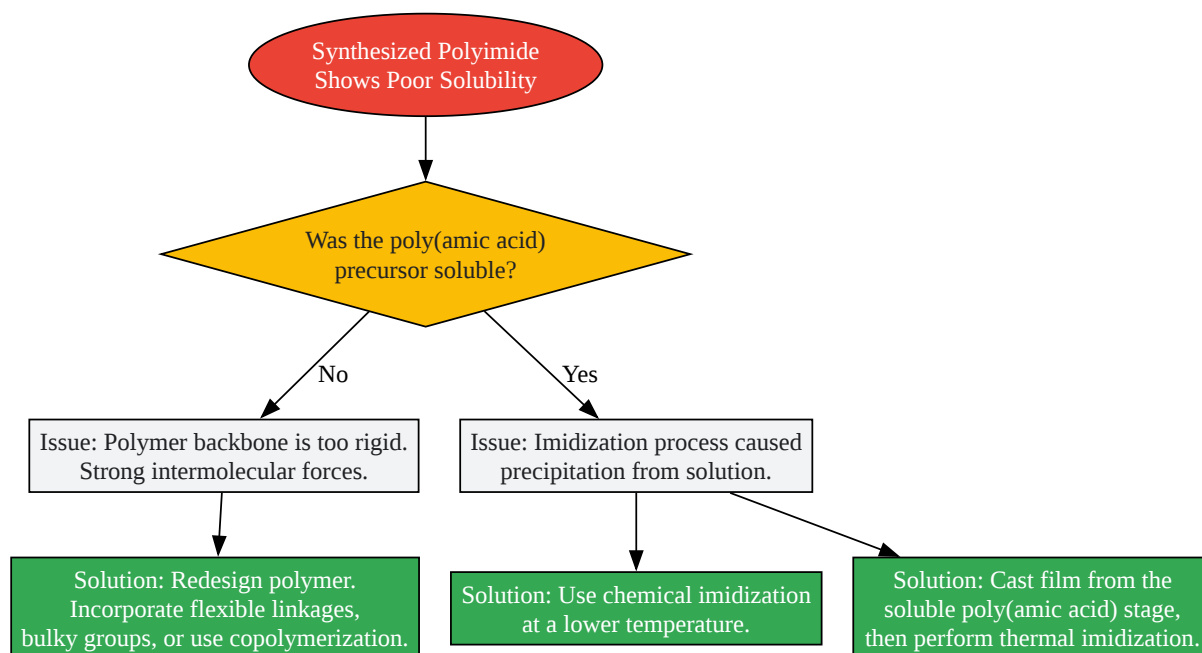 Synthesized Polyimide
Shows Poor Solubility
Was the poly(amic acid)
precursor soluble?
No
Yes
Issue: Polymer backbone is too rigid.
Strong intermolecular forces.
Issue: Imidization process caused
precipitation from solution.
Solution: Redesign polymer.
Incorporate flexible linkages,
bulky groups, or use copolymerization.
Solution: Use chemical imidization
at a lower temperature.
Solution: Cast film from the
soluble poly(amic acid) stage,
then perform thermal imidization.